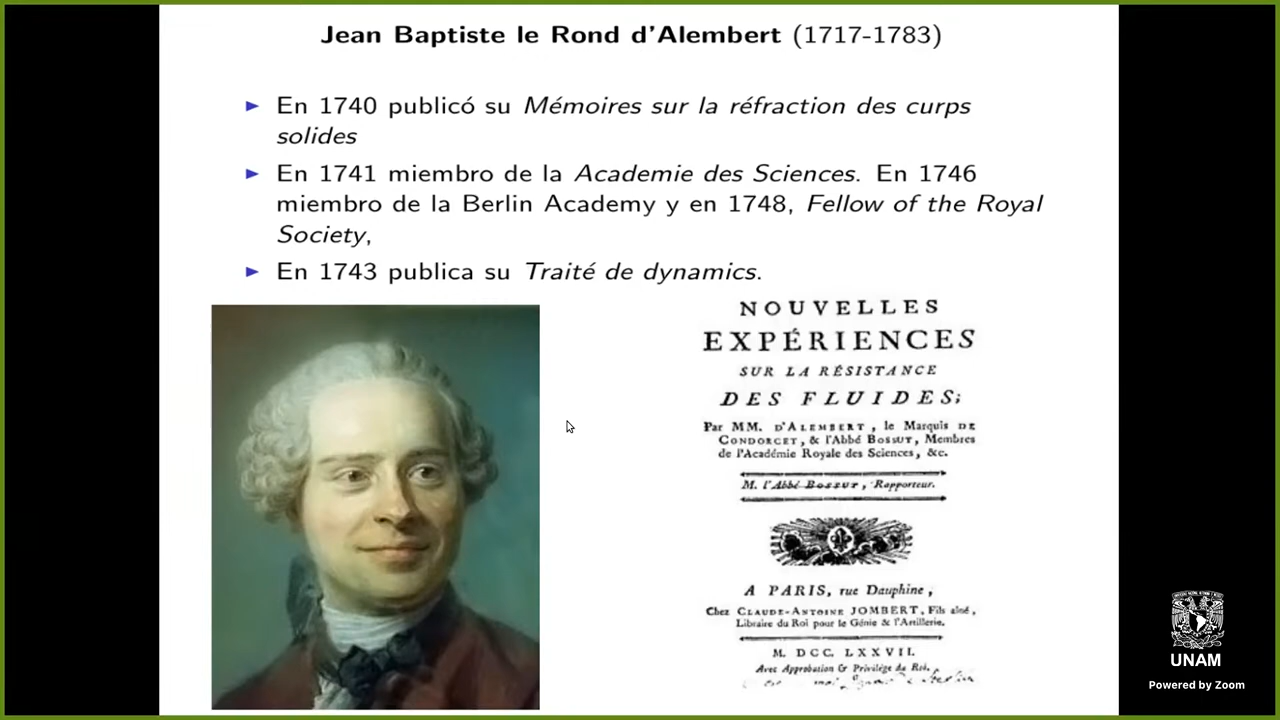 Jean Baptiste le Rond d'Alembert (1717-1783)
En 1740 publicó su Mémoires sur la réfraction des curps
solides
En 1741 miembro de la Academie des Sciences. En 1746
miembro de la Berlin Academy y en 1748, Fellow of the Royal
Society,
En 1743 publica su Traité de dynamics.
NOUVELLES
EXPÉRIENCES
SUR LA RÉSISTANCE
DES FLUIDES;
Par MM. D'ALEMBERT, le Marquis DE
CONDORCET, & l'Abbé BOSSUT, Membres
de l'Académie Royale des Sciences, &c.
M. l'Abbé BOSSUT, Rapporteur.
A PARIS, rue Dauphine,
Chez CLAUDE-ANTOINE JOMBERT, Fils aîné,
Libraire du Roi pour le Génie & l'Artillerie.
M. DCC. LXXVII.
Avec Approbation & Privilége du Roi.
UNAM
Powered by Zoom